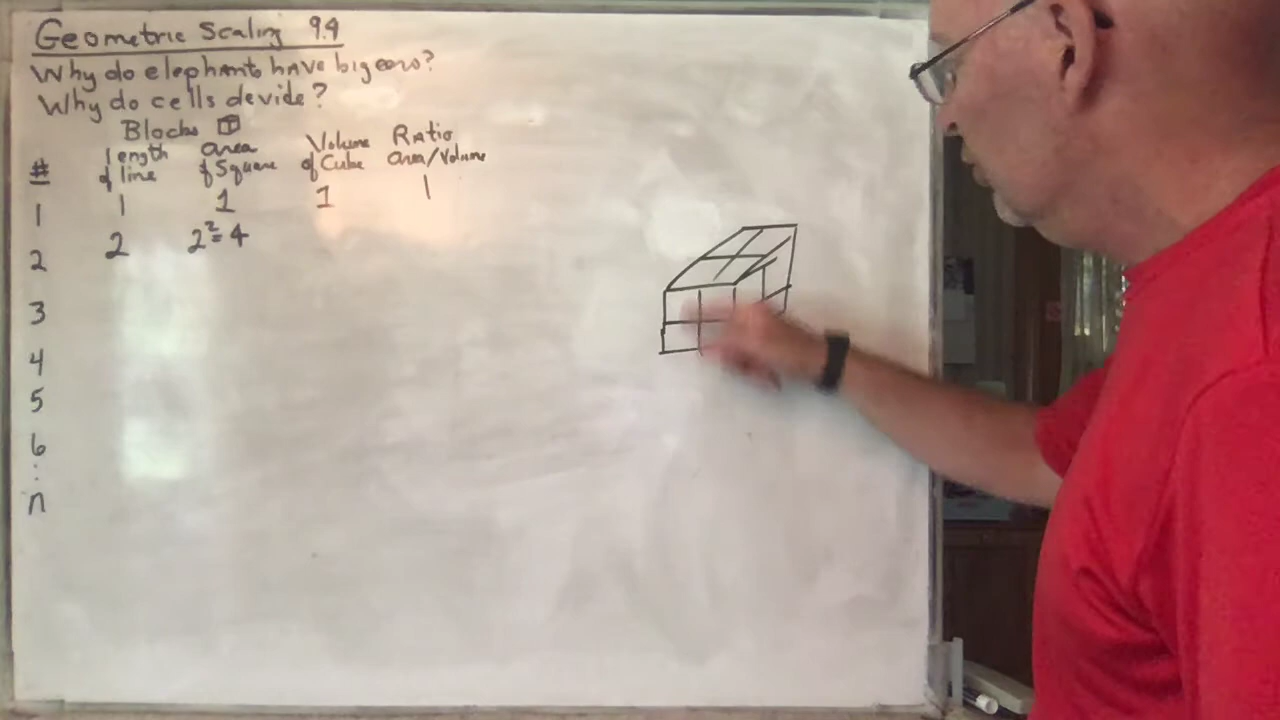 Geometric Scaling 9.4
Why do elephants have big ears?
Why do cells devide?
Blocks
# length of line area of Square Volume of Cube Ratio area/Volume
1 1 1 1 1
2 2 2²=4
3
4
5
6
:
n